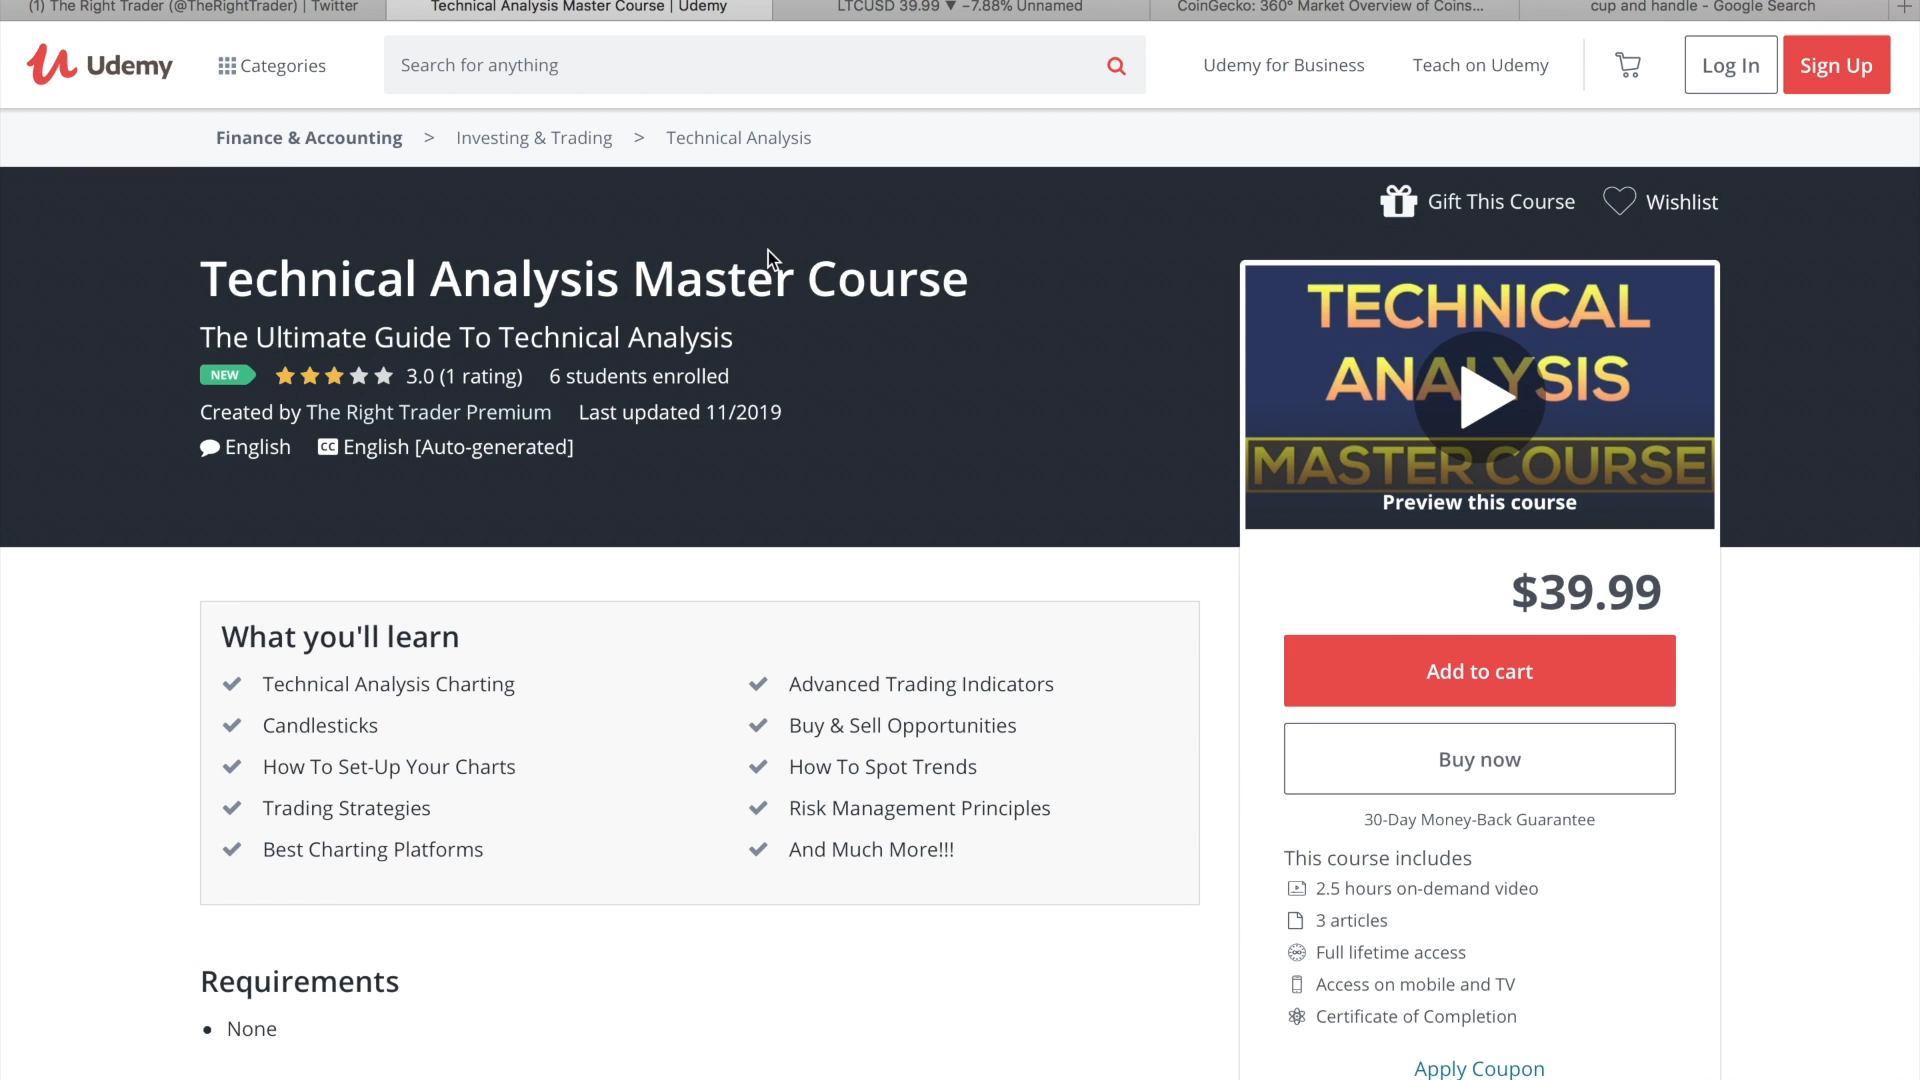 (1) The Right Trader (@TheRightTrader) | Twitter
Technical Analysis Master Course | Udemy
LTCUSD 39.99 ▼ −7.88% Unnamed
CoinGecko: 360° Market Overview of Coins...
cup and handle - Google Search
Udemy
Categories
Search for anything
Udemy for Business
Teach on Udemy
Log In
Sign Up
Finance & Accounting > Investing & Trading > Technical Analysis
Gift This Course
Wishlist
Technical Analysis Master Course
The Ultimate Guide To Technical Analysis
NEW 3.0 (1 rating) 6 students enrolled
Created by The Right Trader Premium Last updated 11/2019
English CC English [Auto-generated]
TECHNICAL
ANALYSIS
MASTER COURSE
Preview this course
$39.99
Add to cart
Buy now
30-Day Money-Back Guarantee
This course includes
2.5 hours on-demand video
3 articles
Full lifetime access
Access on mobile and TV
Certificate of Completion
Apply Coupon
What you'll learn
Technical Analysis Charting
Candlesticks
How To Set-Up Your Charts
Trading Strategies
Best Charting Platforms
Advanced Trading Indicators
Buy & Sell Opportunities
How To Spot Trends
Risk Management Principles
And Much More!!!
Requirements
• None